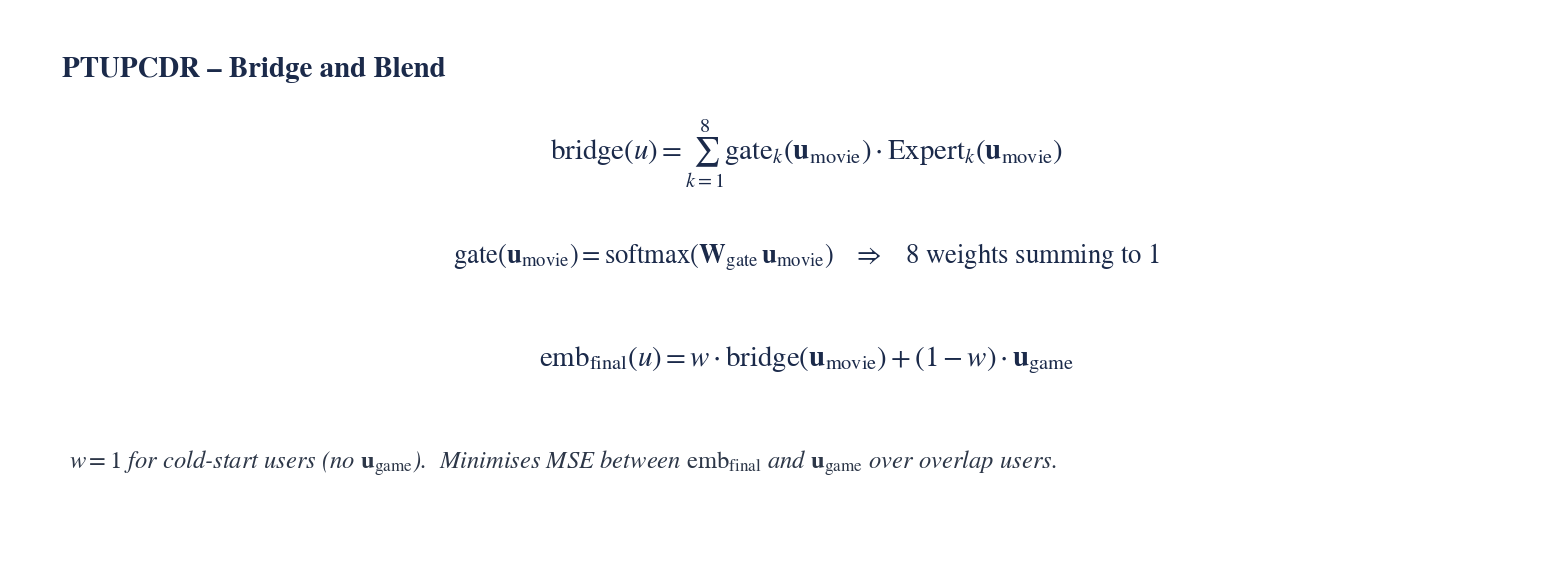 PTUPCDR – Bridge and Blend
bridge(u) = ∑_{k=1}^{8} gate_k(u_movie) · Expert_k(u_movie)
gate(u_movie) = softmax(W_gate u_movie) ⇒ 8 weights summing to 1
emb_final(u) = w · bridge(u_movie) + (1 − w) · u_game
w = 1 for cold-start users (no u_game). Minimises MSE between emb_final and u_game over overlap users.